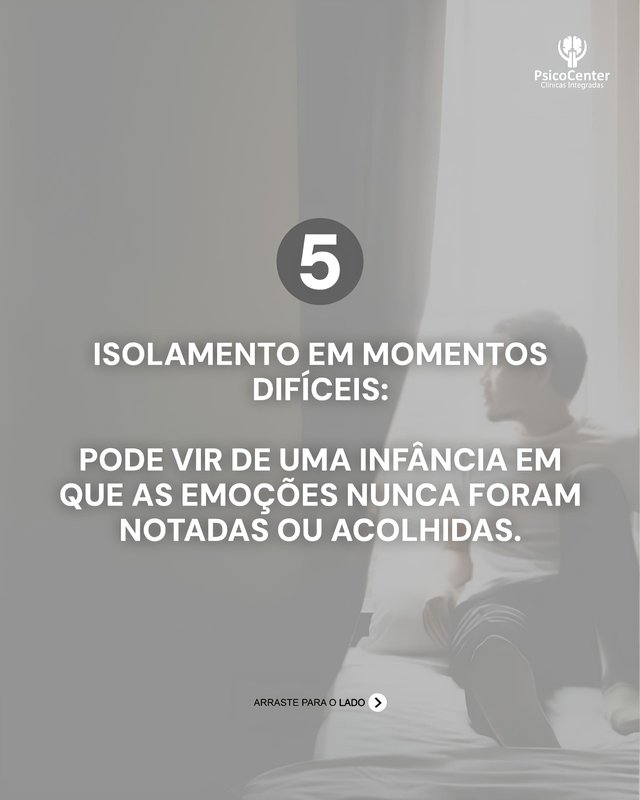 PsicoCenter
Clínicas Integradas
5
ISOLAMENTO EM MOMENTOS
DIFÍCEIS:
PODE VIR DE UMA INFÂNCIA EM
QUE AS EMOÇÕES NUNCA FORAM
NOTADAS OU ACOLHIDAS.
ARRASTE PARA O LADO